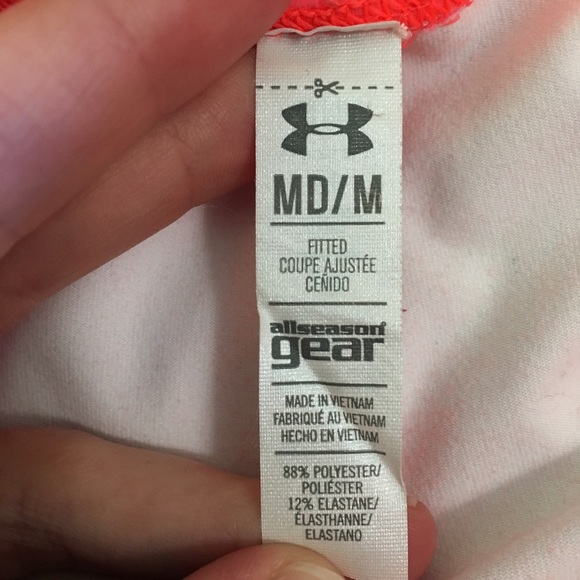 MD/M
FITTED
COUPE AJUSTÉE
CEÑIDO
allseason
gear
MADE IN VIETNAM
FABRIQUÉ AU VIETNAM
HECHO EN VIETNAM
88% POLYESTER/
POLIÉSTER
12% ELASTANE/
ÉLASTHANNE/
ELASTANO